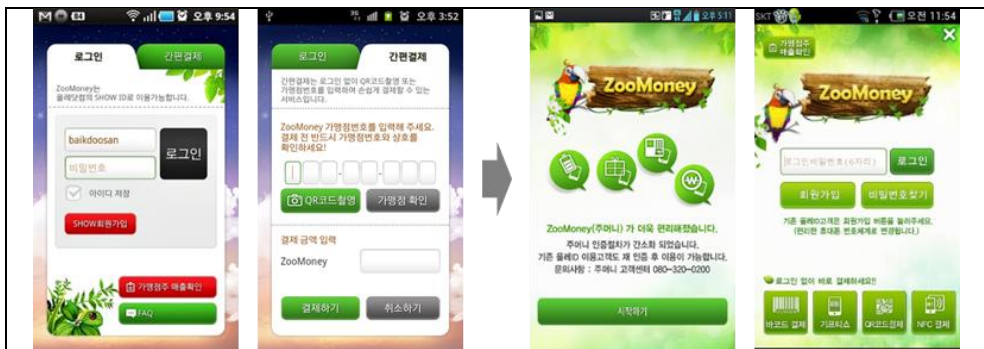 오후 9:54
로그인
간편결제
ZooMoney는
올레닷컴의 SHOW ID로 이용가능합니다.
baikdoosan
비밀번호
로그인
아이디 저장
SHOW회원가입
가맹점주 매출확인
FAQ
3G
오후 3:52
로그인
간편결제
간편결제는 로그인 없이 QR코드촬영 또는
가맹점번호를 입력하여 손쉽게 결제할 수 있는
서비스입니다.
ZooMoney 가맹점번호를 입력해 주세요.
결제 전 반드시 가맹점번호와 상호를
확인하세요!
QR코드촬영
가맹점 확인
결제 금액 입력
ZooMoney
결제하기
취소하기
오후 5:11
ZooMoney
ZooMoney(주머니) 가 더욱 편리해졌습니다.
주머니 인증절차가 간소화 되었습니다.
기존 올레ID 이용고객도 재 인증 후 이용이 가능합니다.
문의사항 : 주머니 고객센터 080-320-0200
시작하기
SKT
오전 11:54
가맹점주
매출확인
ZooMoney
로그인비밀번호(6자리)
로그인
회원가입
비밀번호찾기
기존 올레ID고객은 회원가입 버튼을 눌러주세요.
(편리한 휴대폰 번호체계로 변경됩니다.)
로그인 없이 바로 결제하세요!!
바코드 결제
기프티쇼
QR코드결제
NFC 결제